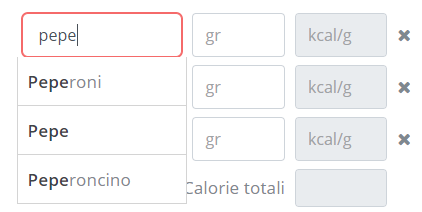 pepe gr kcal/g ×
Peperoni gr kcal/g ×
Pepe
Peperoncino gr kcal/g ×
Calorie totali